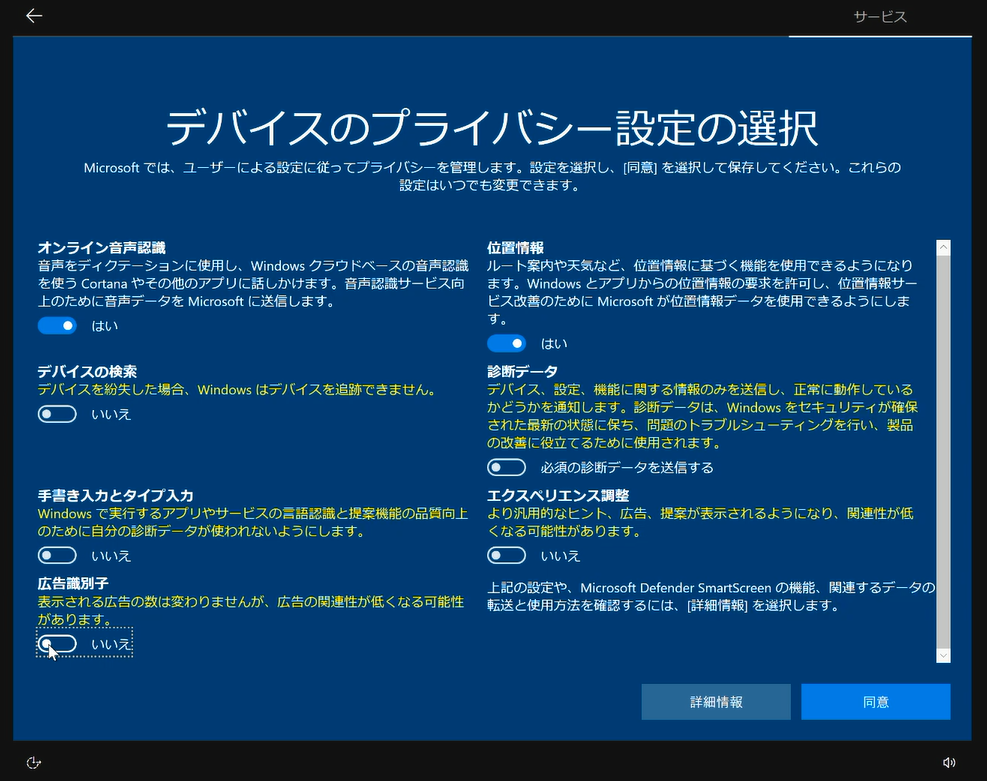 サービス
デバイスのプライバシー設定の選択
Microsoft では、ユーザーによる設定に従ってプライバシーを管理します。設定を選択し、[同意] を選択して保存してください。これらの
設定はいつでも変更できます。
オンライン音声認識
音声をディクテーションに使用し、Windows クラウドベースの音声認識
を使う Cortana やその他のアプリに話しかけます。音声認識サービス向
上のために音声データを Microsoft に送信します。
はい
デバイスの検索
デバイスを紛失した場合、Windows はデバイスを追跡できません。
いいえ
手書き入力とタイプ入力
Windows で実行するアプリやサービスの言語認識と提案機能の品質向上
のために自分の診断データが使われないようにします。
いいえ
広告識別子
表示される広告の数は変わりませんが、広告の関連性が低くなる可能性
があります。
いいえ
位置情報
ルート案内や天気など、位置情報に基づく機能を使用できるようになり
ます。Windows とアプリからの位置情報の要求を許可し、位置情報サー
ビス改善のために Microsoft が位置情報データを使用できるようにしま
す。
はい
診断データ
デバイス、設定、機能に関する情報のみを送信し、正常に動作している
かどうかを通知します。診断データは、Windows をセキュリティが確保
された最新の状態に保ち、問題のトラブルシューティングを行い、製品
の改善に役立てるために使用されます。
必須の診断データを送信する
エクスペリエンス調整
より汎用的なヒント、広告、提案が表示されるようになり、関連性が低
くなる可能性があります。
いいえ
上記の設定や、Microsoft Defender SmartScreen の機能、関連するデータの
転送と使用方法を確認するには、[詳細情報] を選択します。
詳細情報
同意